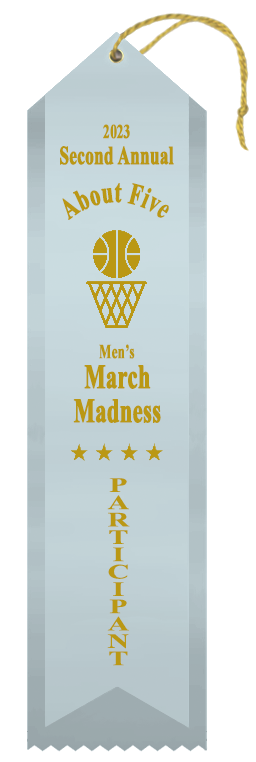 2023
Second Annual
About Five
Men's
March
Madness
PARTICIPANT